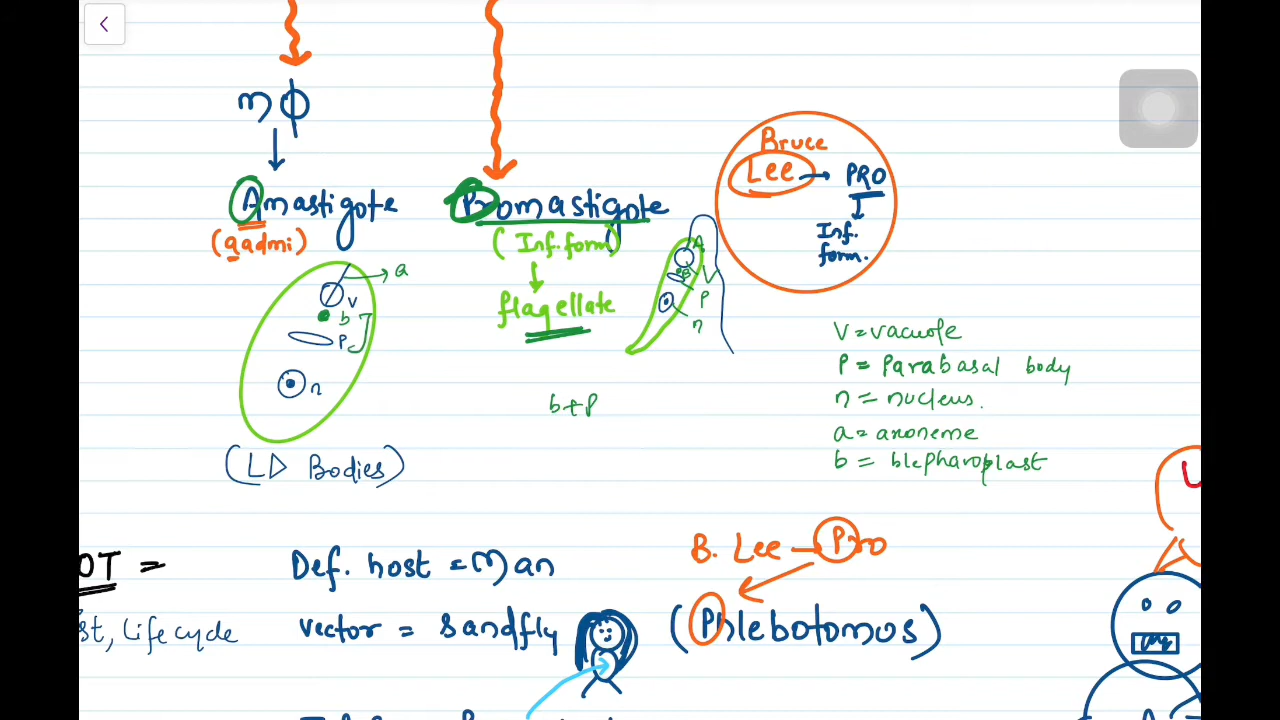 mϕ
Amastigote
(aadmi)
a
v
b
P
n
(LD Bodies)
Promastigote
(Inf. form)
flagellate
A
B
V
P
n
b+P
Bruce
Lee → PRO
Inf.
form.
V = vacuole
P = Parabasal body
n = nucleus.
a = axoneme
b = blepharoplast
OT =
st, Lifecycle
Def. host = Man
vector = sandfly
B. Lee — Pro
(Phlebotomus)